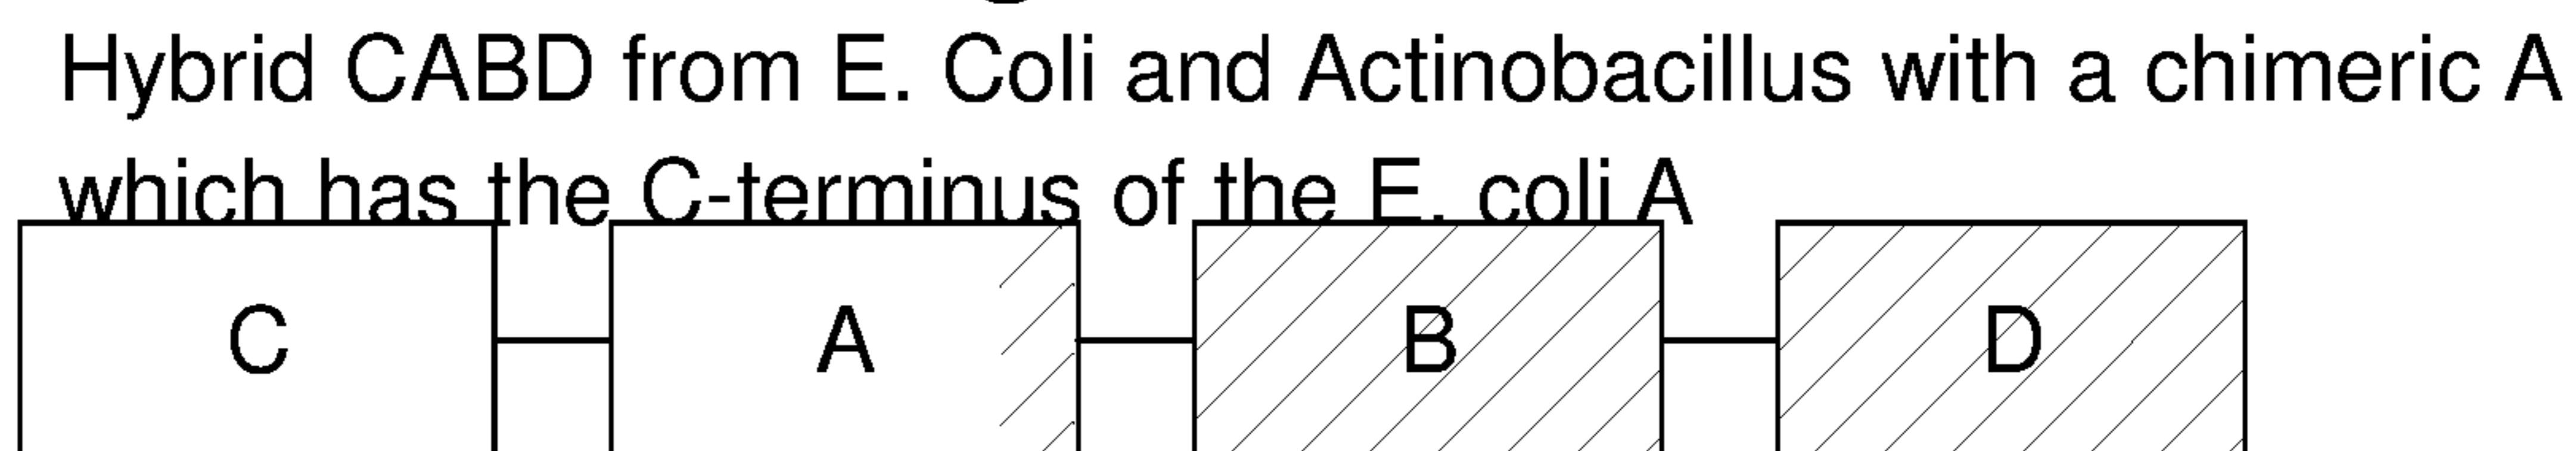 Hybrid CABD from E. Coli and Actinobacillus with a chimeric A
which has the C-terminus of the E. coli A
C A B D